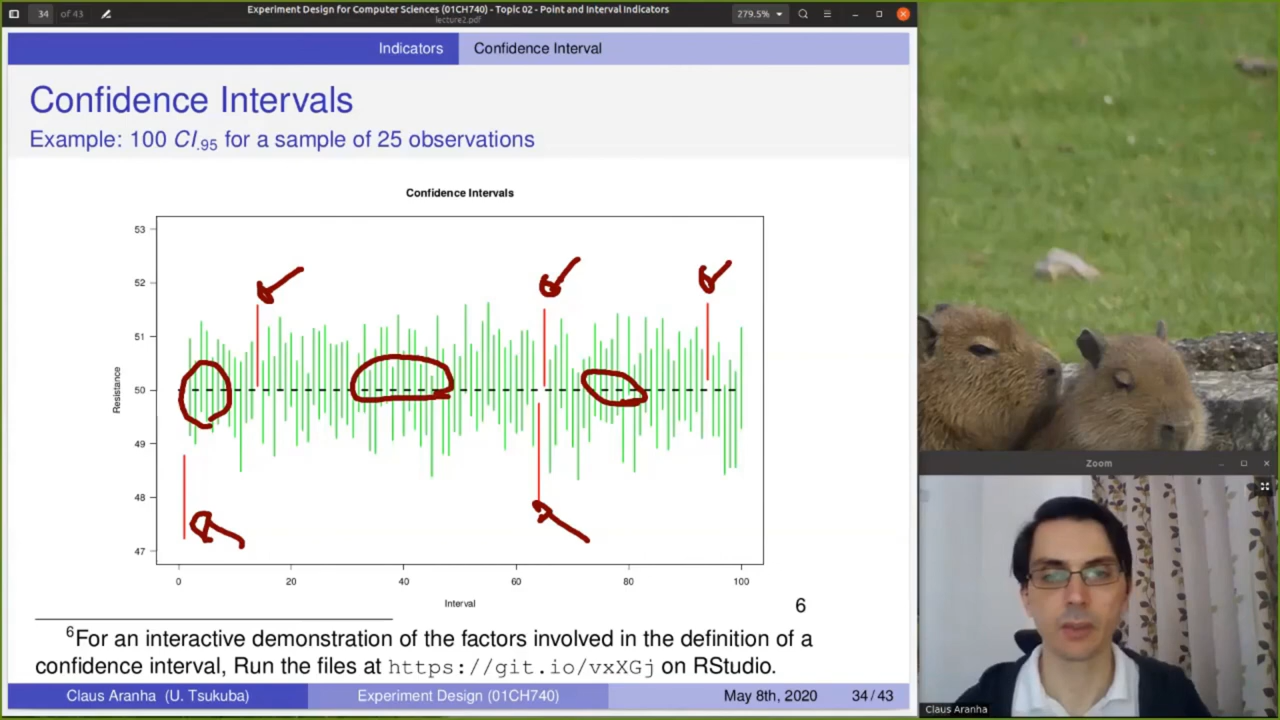 34 of 43
Experiment Design for Computer Sciences (01CH740) - Topic 02 - Point and Interval Indicators
lecture2.pdf
279.5%
Indicators
Confidence Interval
Confidence Intervals
Example: 100 CI.95 for a sample of 25 observations
Confidence Intervals
53
52
51
50
49
48
47
Resistance
0 20 40 60 80 100
Interval
6
6For an interactive demonstration of the factors involved in the definition of a
confidence interval, Run the files at https://git.io/vxXGj on RStudio.
Claus Aranha (U. Tsukuba)
Experiment Design (01CH740)
May 8th, 2020
34/43
Zoom
Claus Aranha